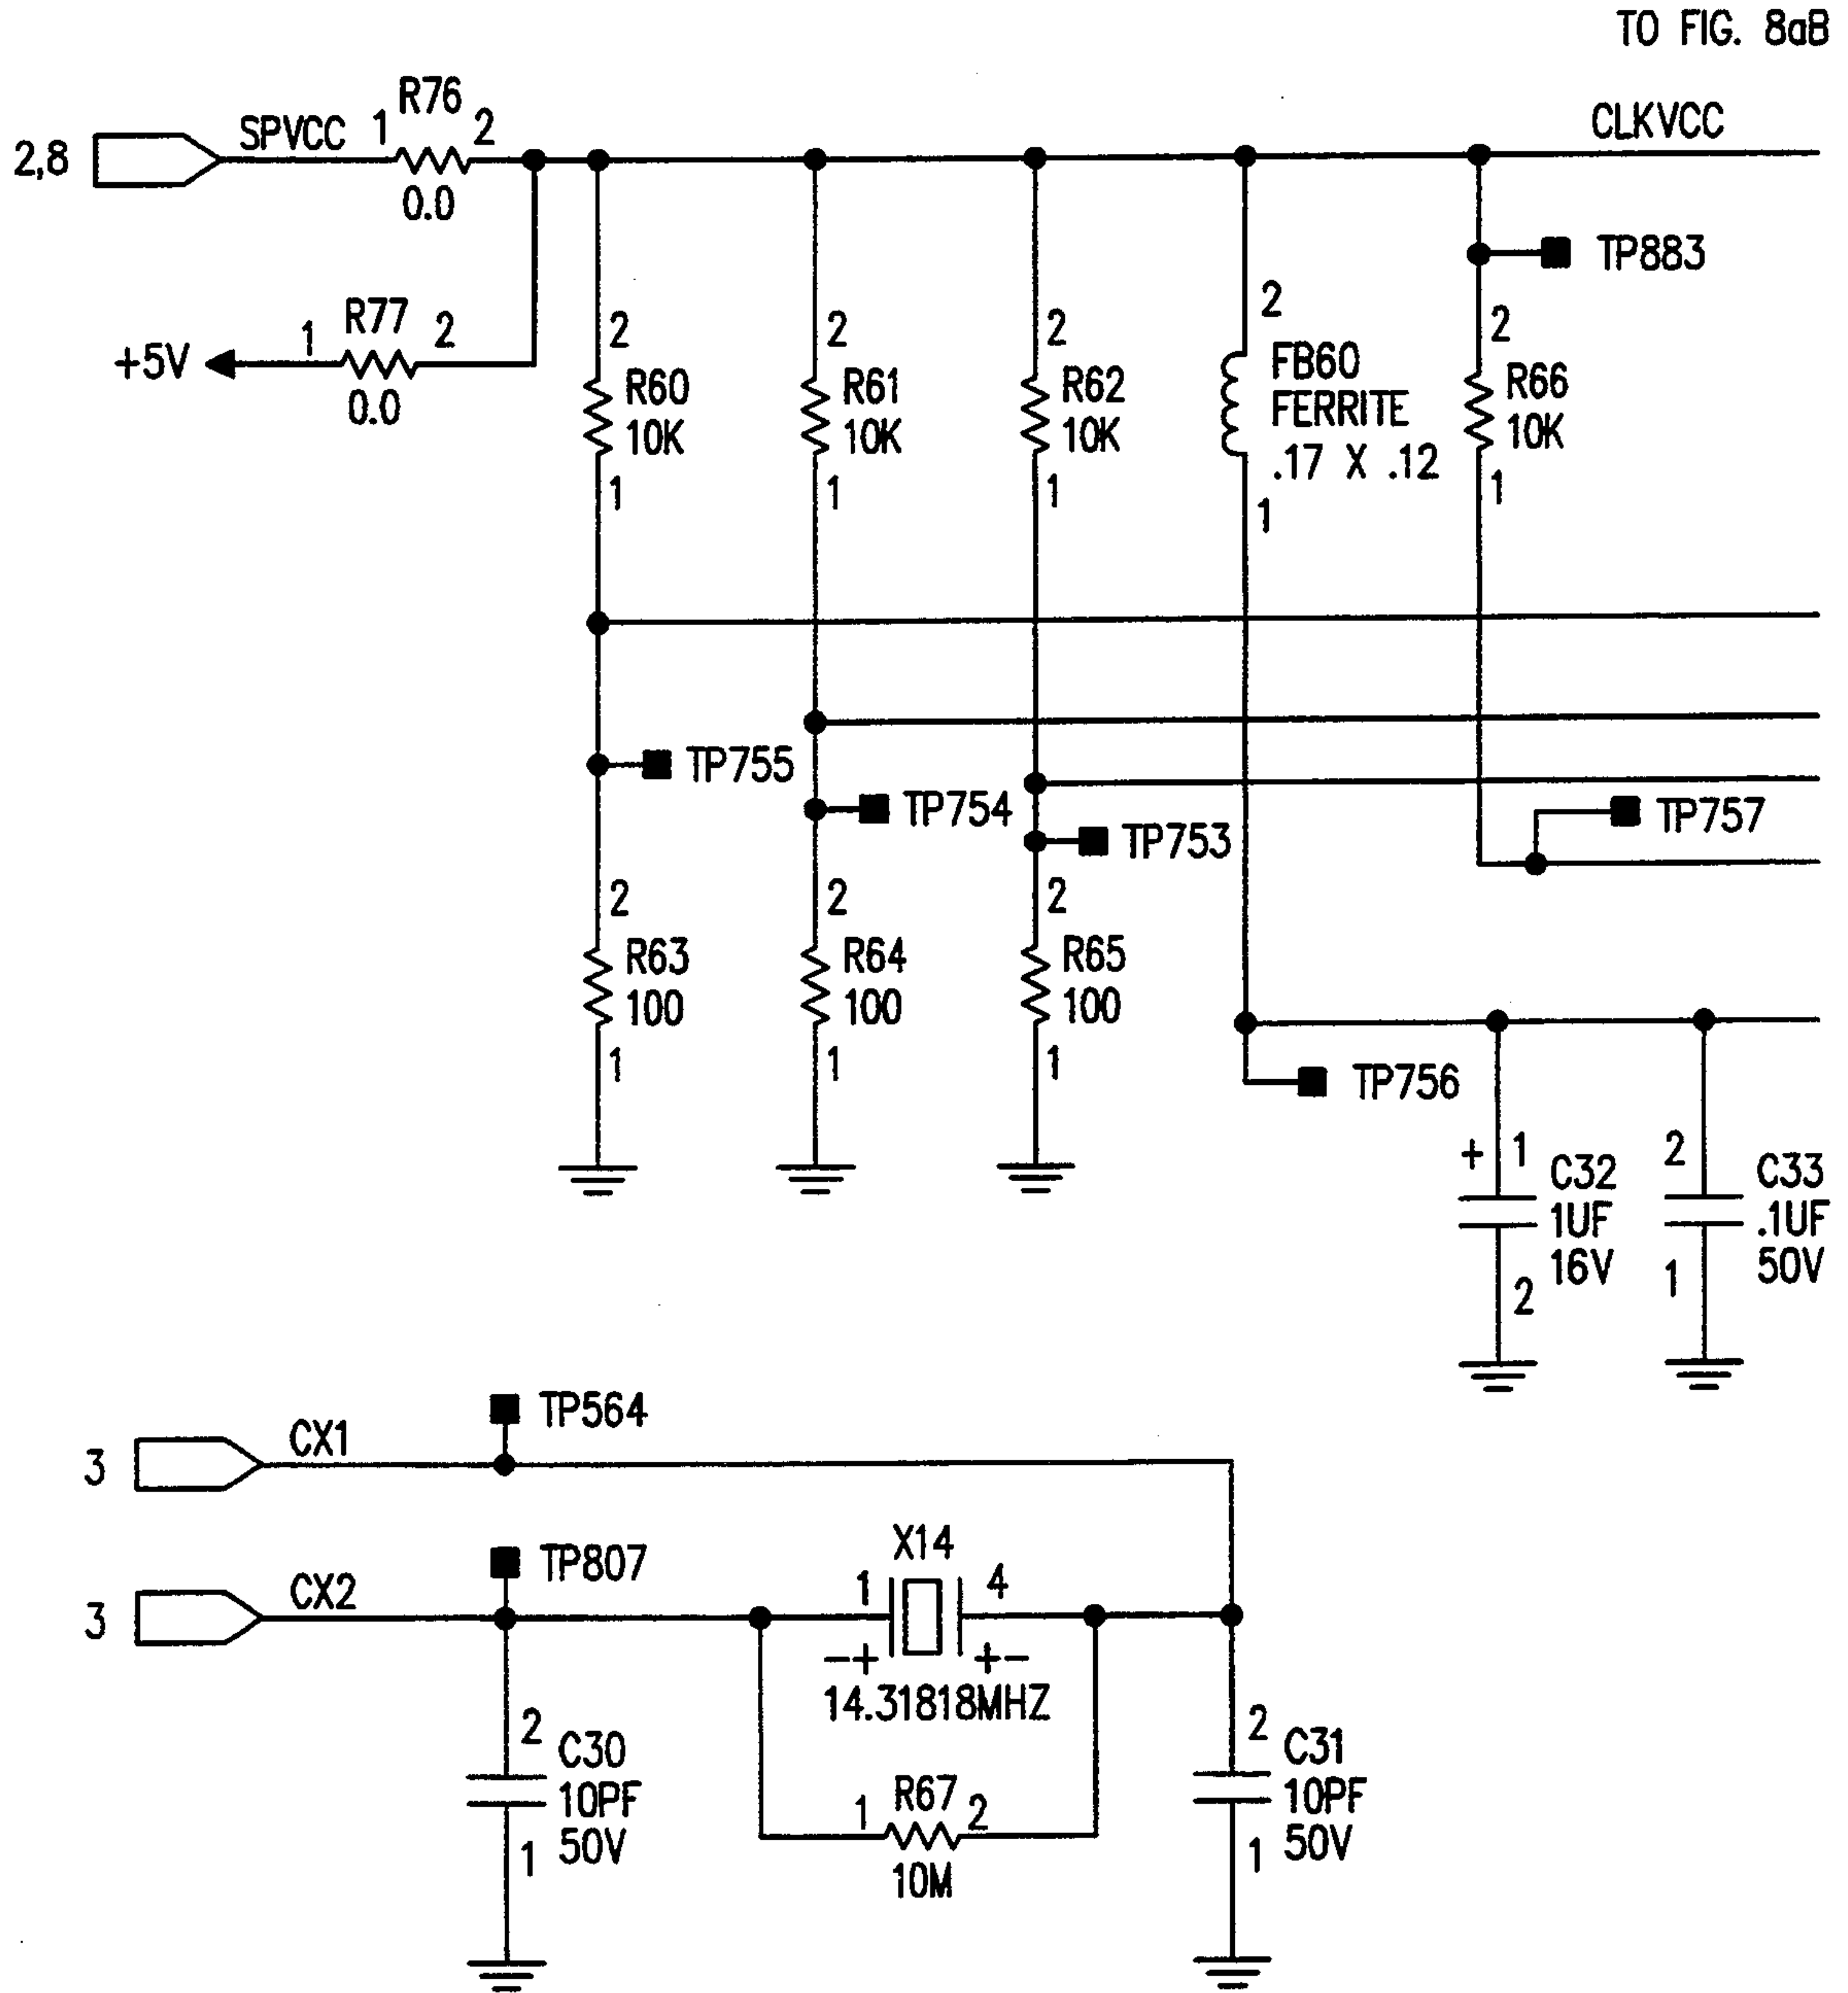 TO FIG. 8aB
2,8
SPVCC
1
R76
2
0.0
CLKVCC
TP883
+5V
1
R77
2
0.0
2
R60
10K
1
2
R61
10K
1
2
R62
10K
1
2
FB60
FERRITE
.17 X .12
1
2
R66
10K
1
TP755
TP754
TP753
TP757
2
R63
100
1
2
R64
100
1
2
R65
100
1
TP756
+ 1
C32
1UF
16V
2
2
C33
.1UF
50V
1
3
CX1
TP564
3
CX2
TP807
X14
1
4
-+
+-
14.31818MHZ
2
C30
10PF
50V
1
1
R67
2
10M
2
C31
10PF
50V
1